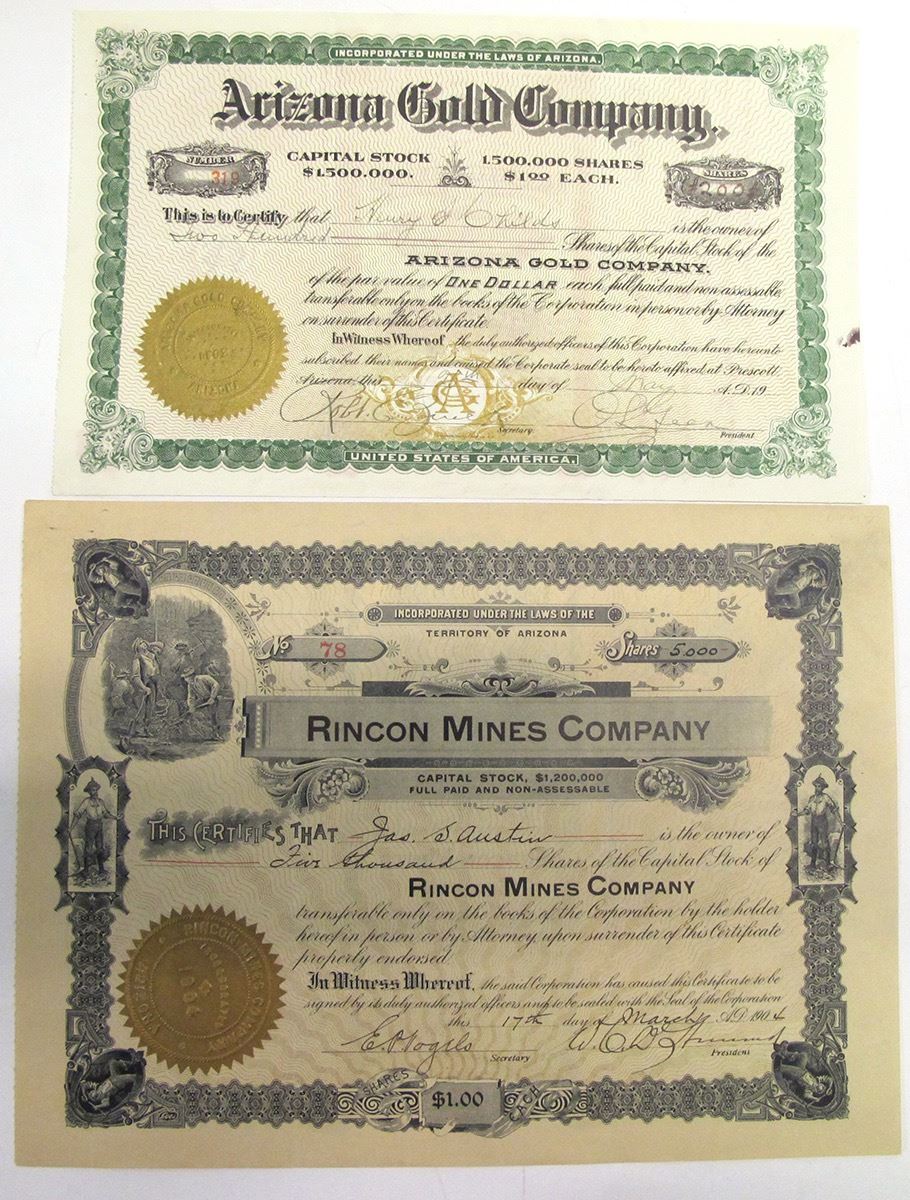 INCORPORATED UNDER THE LAWS OF ARIZONA.
Arizona Gold Company.
NUMBER
319
CAPITAL STOCK
$1.500.000.
1.500.000 SHARES
$1.00 EACH.
SHARES
200
This is to Certify that Henry S Childs is the owner of
Two Hundred Shares of the Capital Stock of the
ARIZONA GOLD COMPANY.
of the par value of ONE DOLLAR each full paid and non-assessable
transferable only on the books of the Corporation in person or by Attorney
on surrender of this Certificate.
In Witness Whereof the duly authorized officers of this Corporation have hereunto
subscribed their names and caused the Corporate seal to be hereto affixed at Prescott
Arizona this day of May A.D. 19
Secretary.
President
UNITED STATES OF AMERICA.
INCORPORATED UNDER THE LAWS OF THE
TERRITORY OF ARIZONA
No 78
Shares 5,000
RINCON MINES COMPANY
CAPITAL STOCK, $1,200,000
FULL PAID AND NON-ASSESSABLE
THIS CERTIFIES THAT Jas. S. Austin is the owner of
Five thousand Shares of the Capital Stock of
RINCON MINES COMPANY
transferable only on the books of the Corporation by the holder
hereof in person or by Attorney upon surrender of this Certificate
properly endorsed.
In Witness Whereof, the said Corporation has caused this Certificate to be
signed by its duly authorized officers and to be sealed with the Seal of the Corporation
this 17th day of March A.D. 1904
Secretary
President
SHARES $1.00 EACH